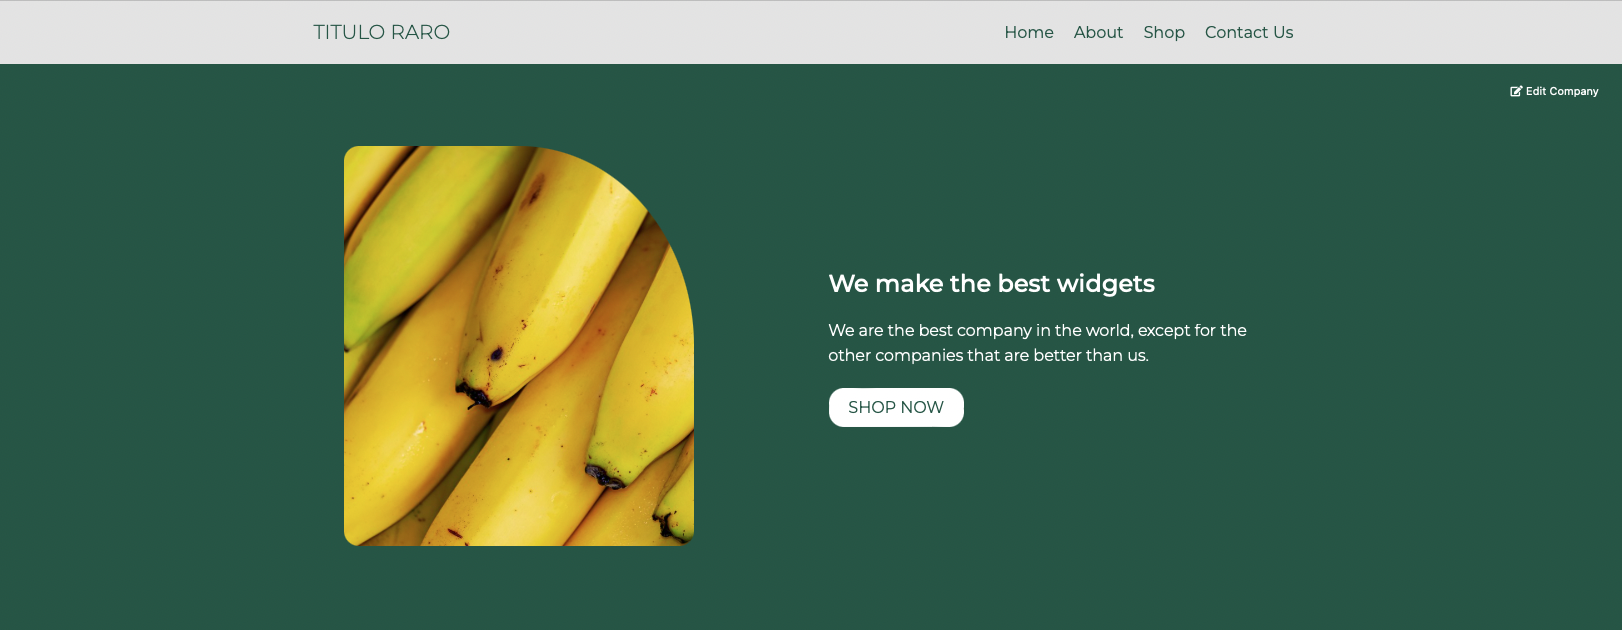 TITULO RARO
Home About Shop Contact Us
Edit Company
We make the best widgets
We are the best company in the world, except for the
other companies that are better than us.
SHOP NOW